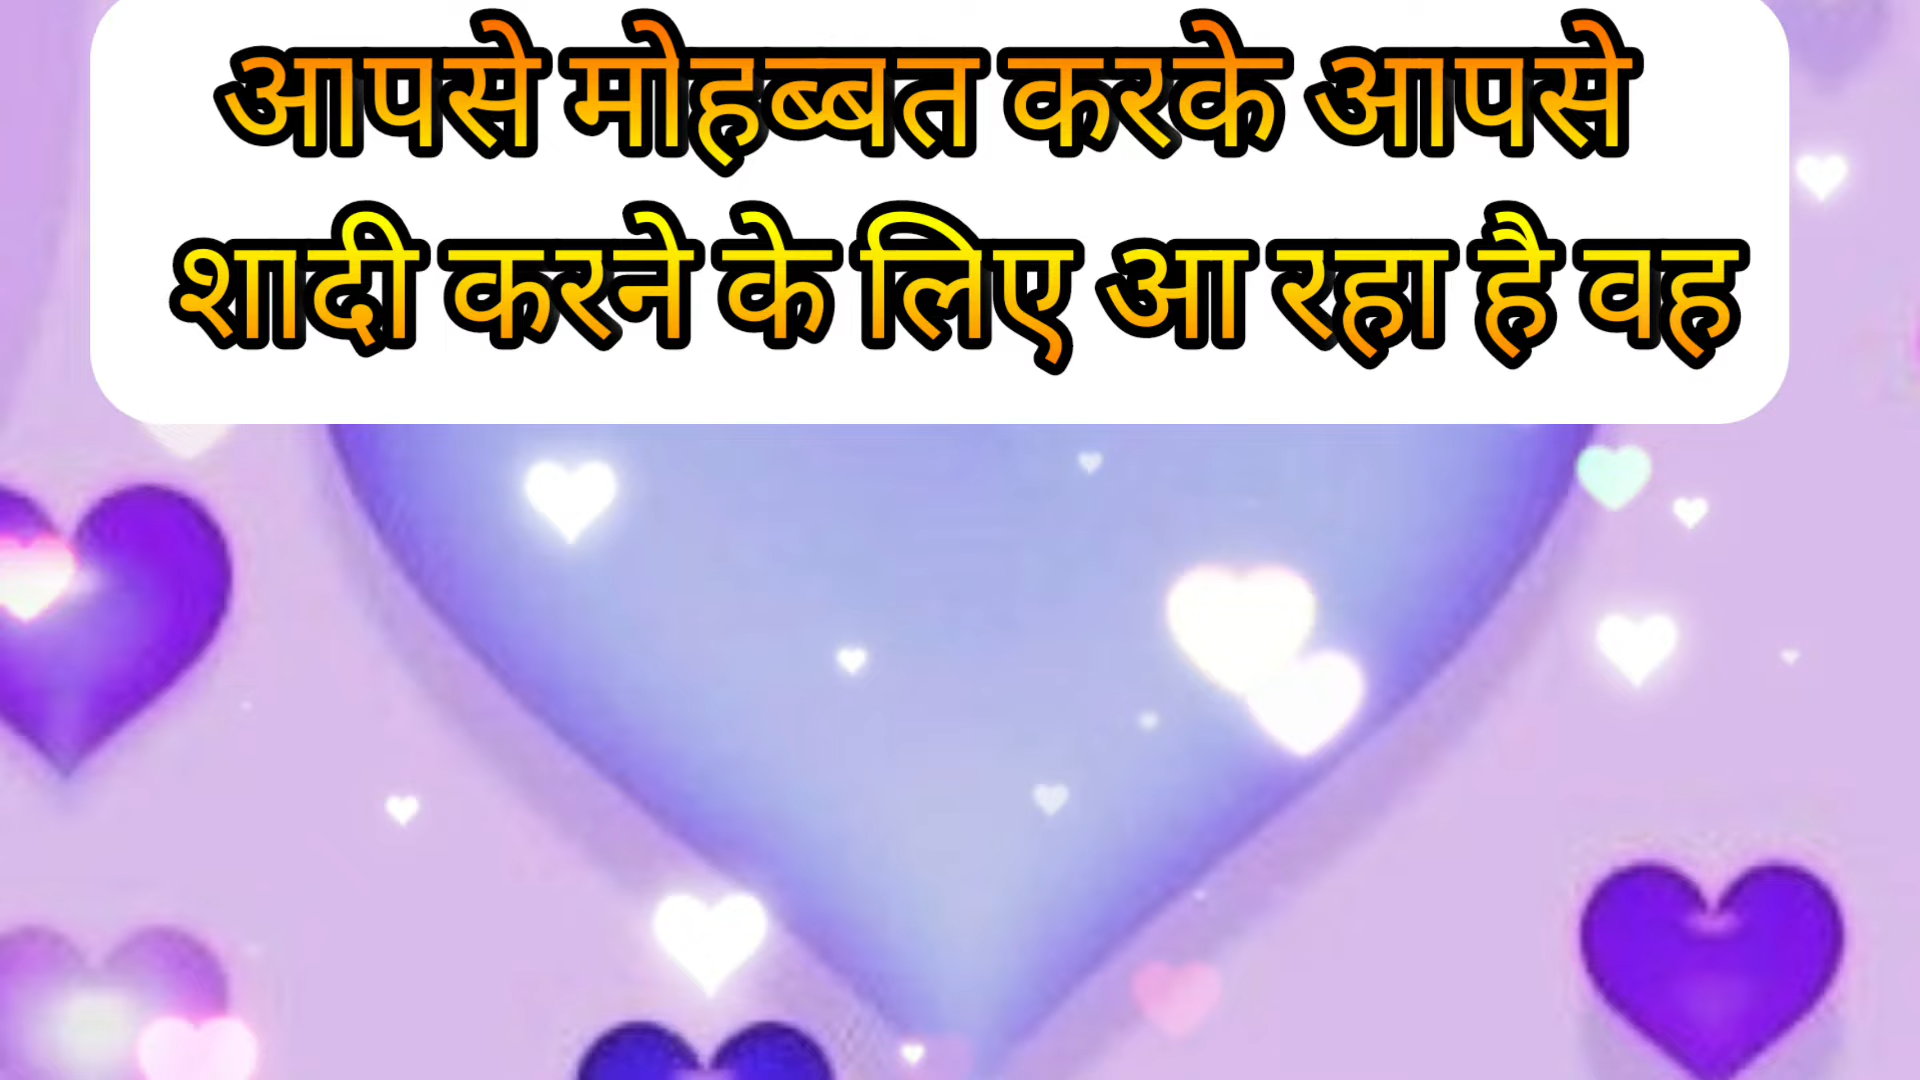 आपसे मोहब्बत करके आपसे
शादी करने के लिए आ रहा है वह